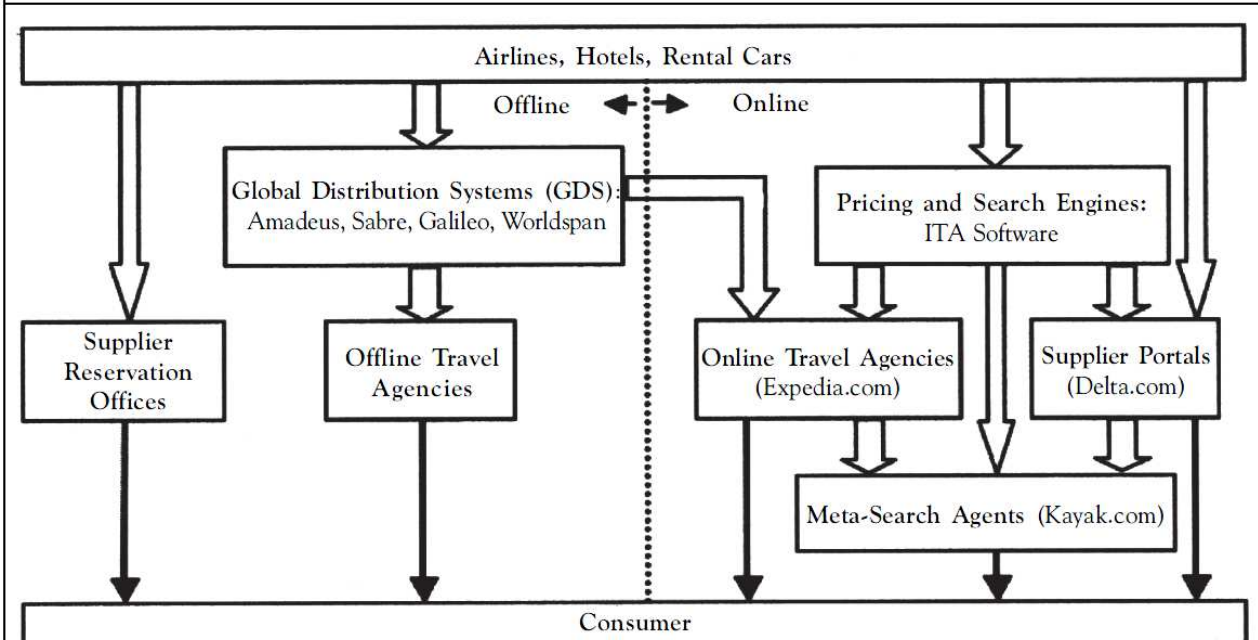 Airlines, Hotels, Rental Cars
Offline
Online
Global Distribution Systems (GDS):
Amadeus, Sabre, Galileo, Worldspan
Pricing and Search Engines:
ITA Software
Supplier
Reservation
Offices
Offline Travel
Agencies
Online Travel Agencies
(Expedia.com)
Supplier Portals
(Delta.com)
Meta-Search Agents (Kayak.com)
Consumer